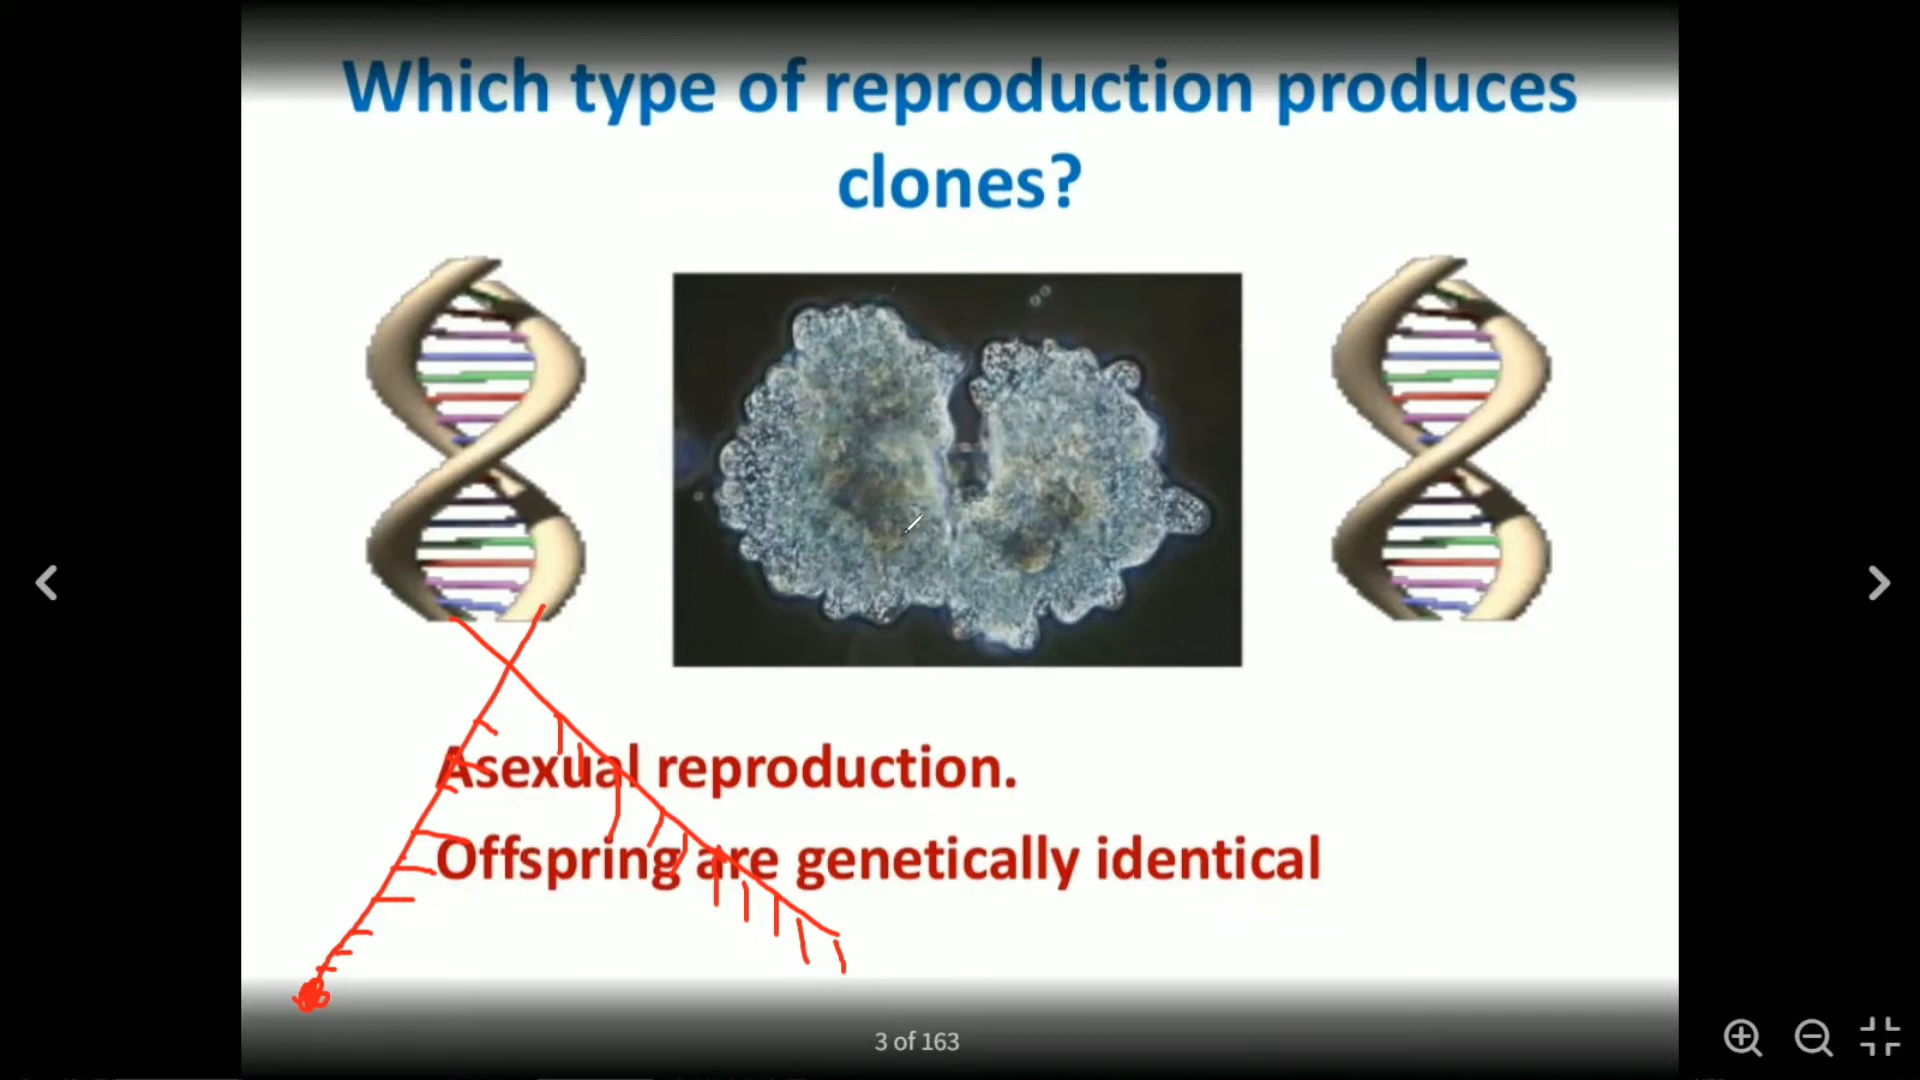 Which type of reproduction produces
clones?
Asexual reproduction.
Offspring are genetically identical
3 of 163